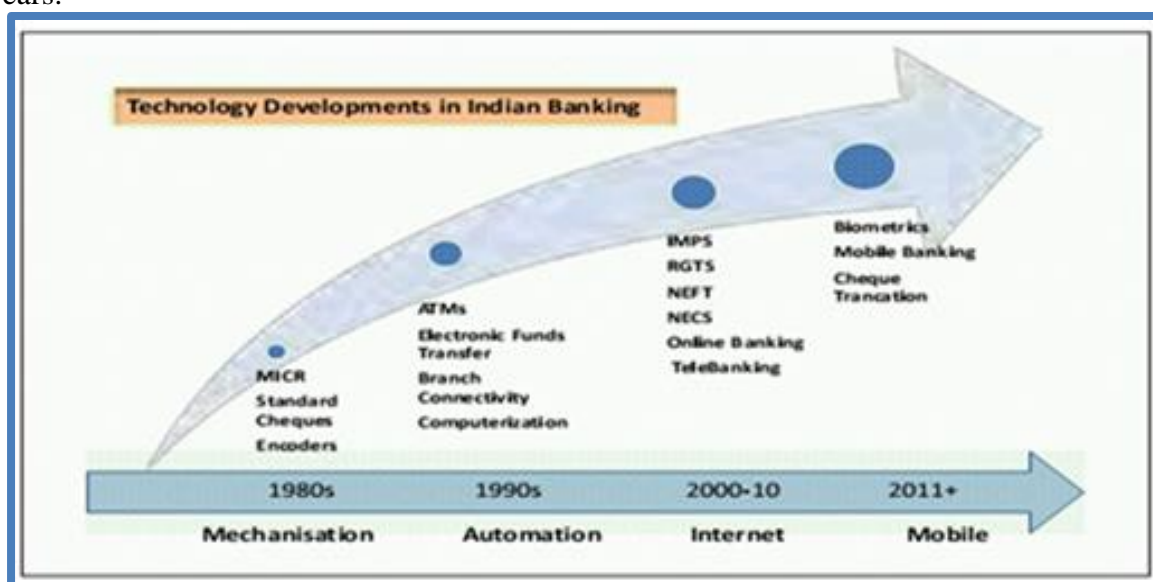 ears.
Technology Developments in Indian Banking
MICR
Standard
Cheques
Encoders
ATMs
Electronic Funds
Transfer
Branch
Connectivity
Computerization
IMPS
RGTS
NEFT
NECS
Online Banking
TeleBanking
Biometrics
Mobile Banking
Cheque
Trancation
1980s
1990s
2000-10
2011+
Mechanisation
Automation
Internet
Mobile